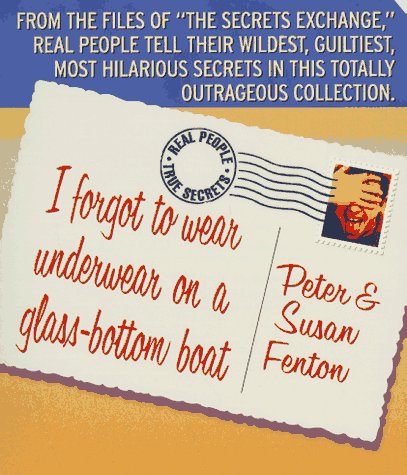 FROM THE FILES OF "THE SECRETS EXCHANGE,"
REAL PEOPLE TELL THEIR WILDEST, GUILTIEST,
MOST HILARIOUS SECRETS IN THIS TOTALLY
OUTRAGEOUS COLLECTION.
REAL PEOPLE •
TRUE SECRETS •
I forgot to wear
underwear on a
glass-bottom boat
Peter &
Susan
Fenton